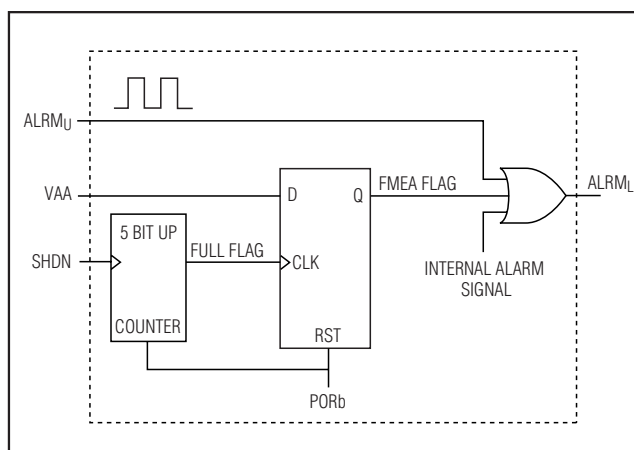 ALRMU
VAA
D
Q
FMEA FLAG
ALRML
5 BIT UP
FULL FLAG
SHDN
CLK
INTERNAL ALARM
SIGNAL
COUNTER
RST
PORb